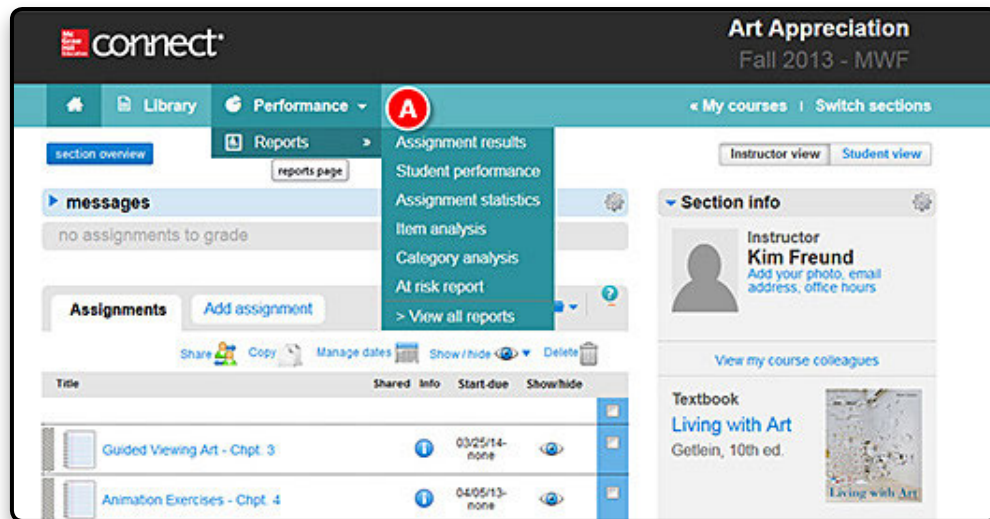 Mc Graw Hill Education connect
Art Appreciation
Fall 2013 - MWF
Library
Performance
A
« My courses | Switch sections
section overview
Reports »
reports page
Assignment results
Student performance
Assignment statistics
Item analysis
Category analysis
At risk report
> View all reports
Instructor view Student view
messages
no assignments to grade
Section info
Instructor
Kim Freund
Add your photo, email
address, office hours
View my course colleagues
Assignments Add assignment ?
Share Copy Manage dates Show / hide Delete
Title Shared Info Start-due Show/hide
Guided Viewing Art - Chpt. 3 03/25/14-
none
Animation Exercises - Chpt. 4 04/05/13-
none
Textbook
Living with Art
Getlein, 10th ed.
Living with Art